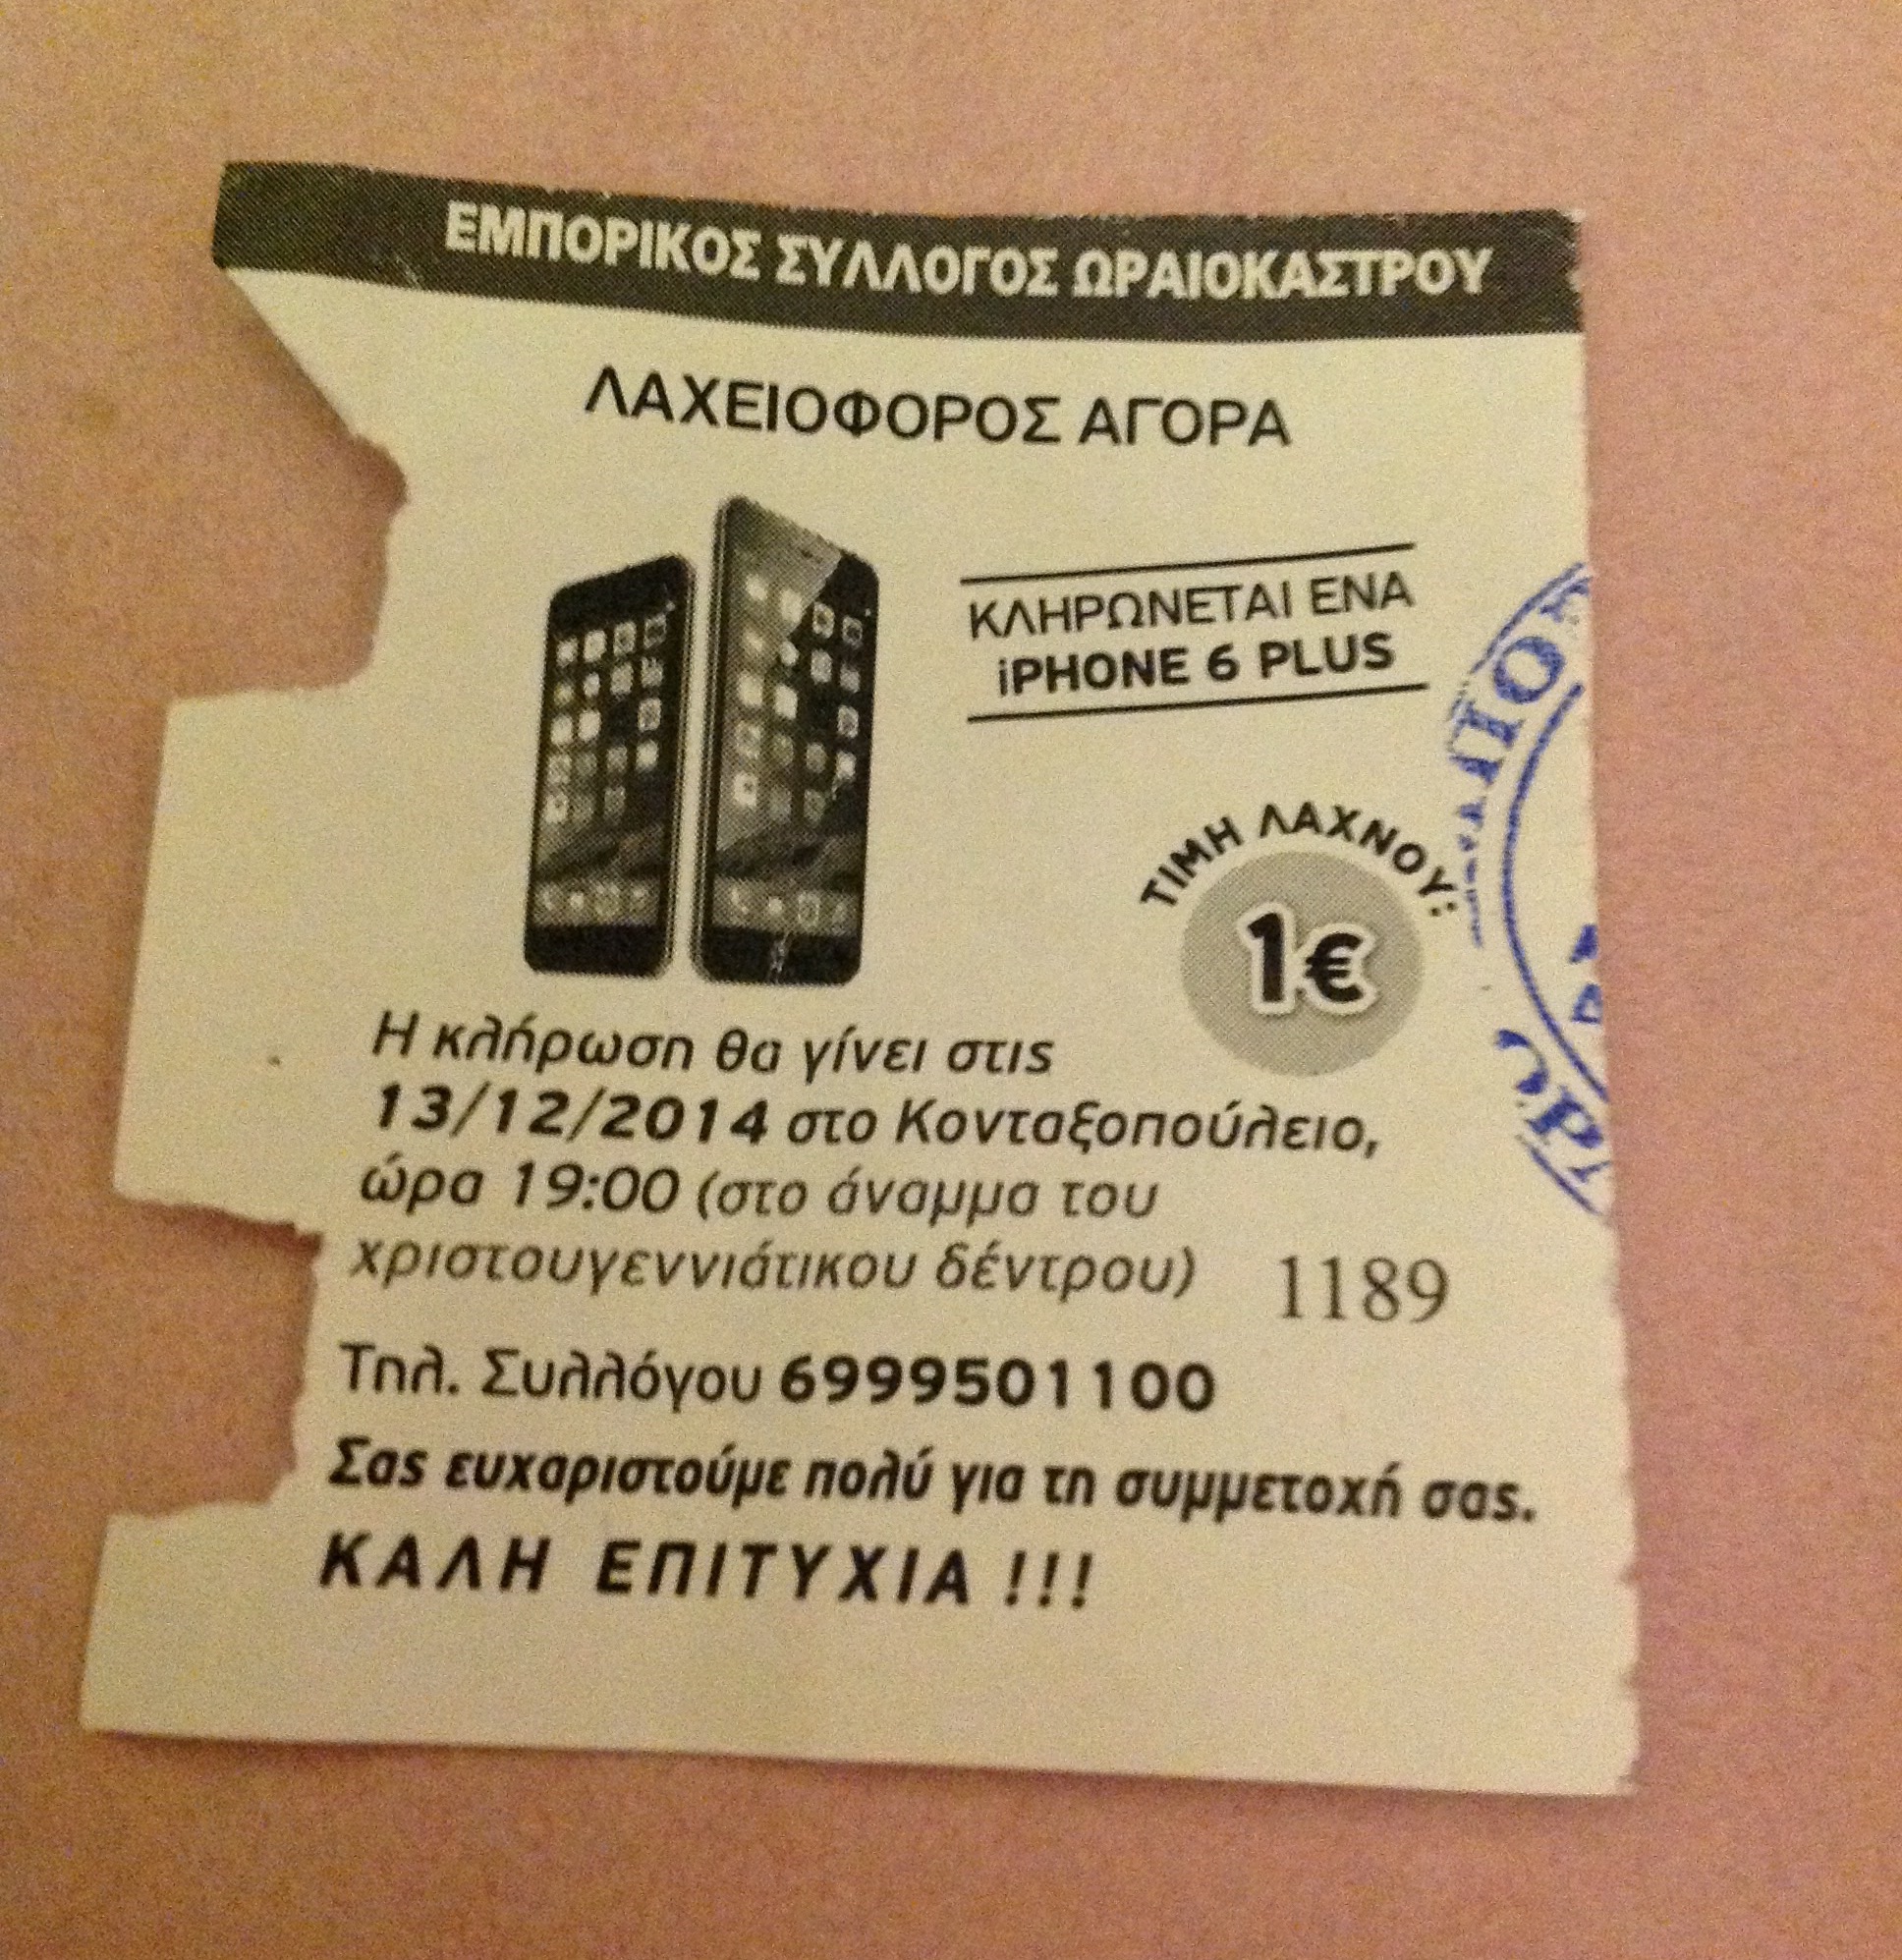 ΕΜΠΟΡΙΚΟΣ ΣΥΛΛΟΓΟΣ ΩΡΑΙΟΚΑΣΤΡΟΥ
ΛΑΧΕΙΟΦΟΡΟΣ ΑΓΟΡΑ
ΚΛΗΡΩΝΕΤΑΙ ΕΝΑ
iPHONE 6 PLUS
ΤΙΜΗ ΛΑΧΝΟΥ:
1€
Η κλήρωση θα γίνει στις
13/12/2014 στο Κονταξοπούλειο,
ώρα 19:00 (στο άναμμα του
χριστουγεννιάτικου δέντρου)
1189
Τηλ. Συλλόγου 6999501100
Σας ευχαριστούμε πολύ για τη συμμετοχή σας.
ΚΑΛΗ ΕΠΙΤΥΧΙΑ !!!